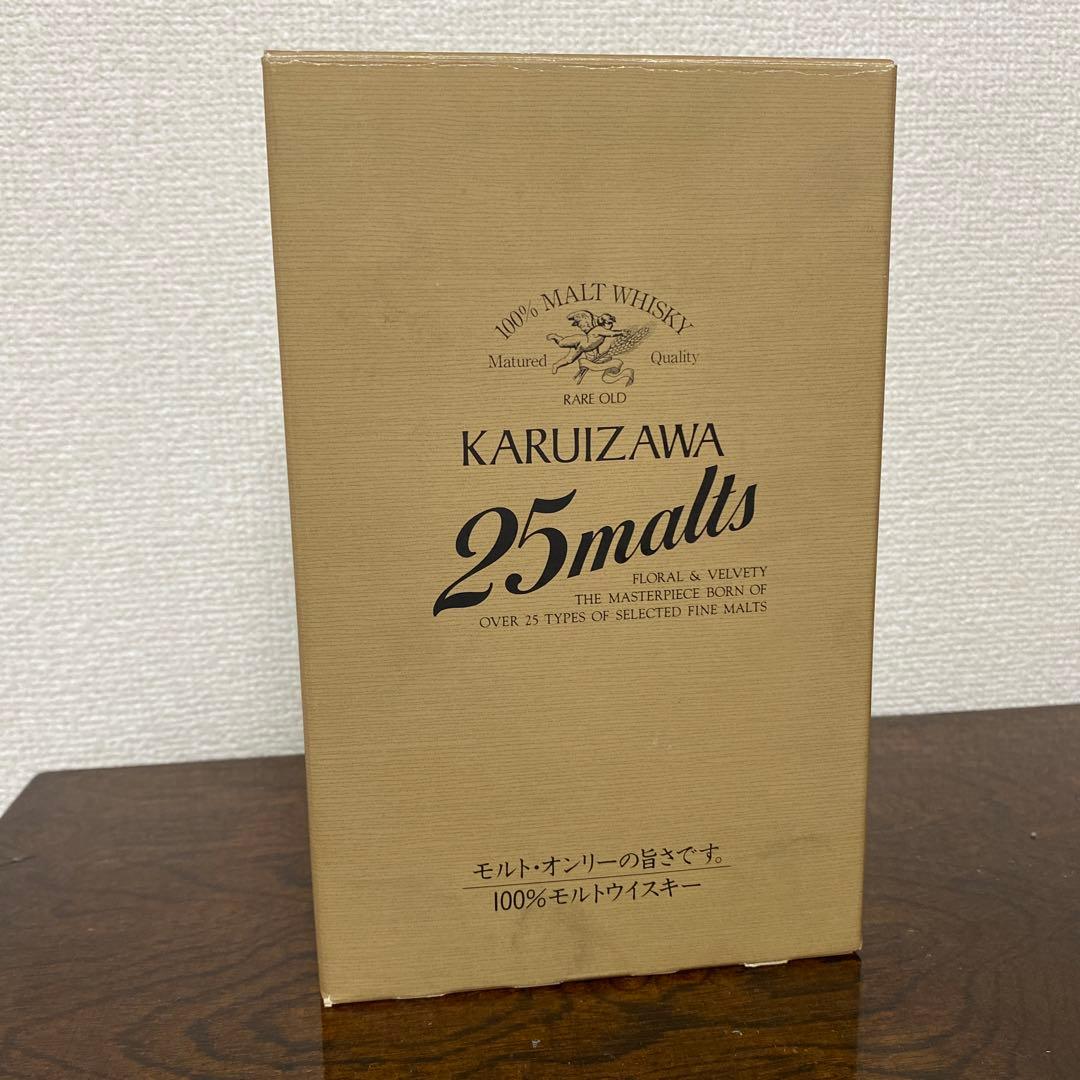 100% MALT WHISKY
Matured Quality
RARE OLD
KARUIZAWA
25malts
FLORAL & VELVETY
THE MASTERPIECE BORN OF
OVER 25 TYPES OF SELECTED FINE MALTS
モルト・オンリーの旨さです。
100%モルトウイスキー